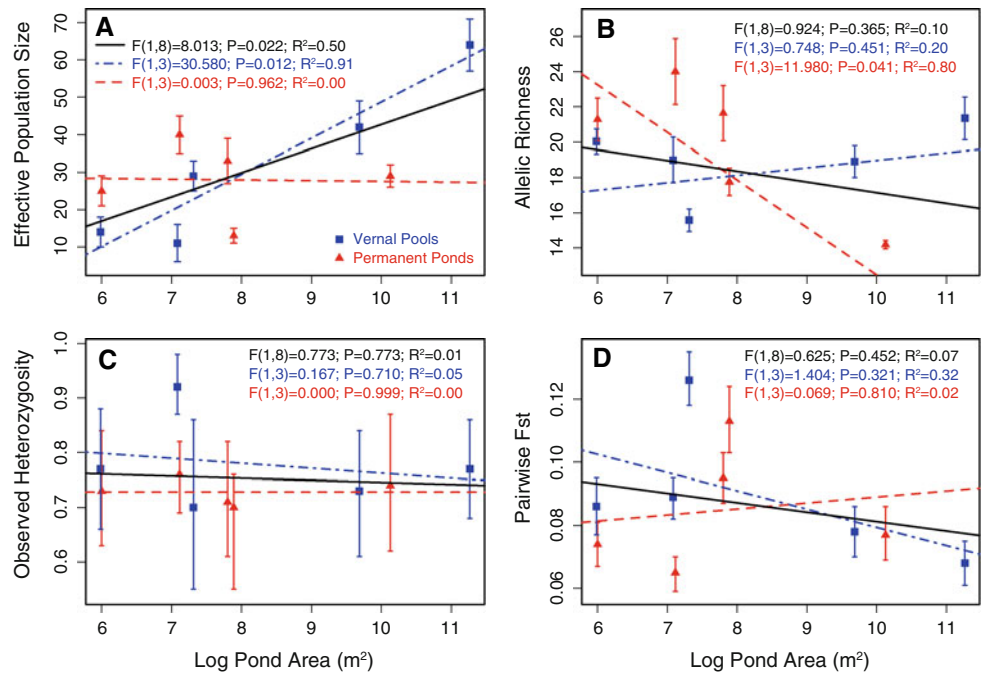 A
F(1,8)=8.013; P=0.022; R²=0.50
F(1,3)=30.580; P=0.012; R²=0.91
F(1,3)=0.003; P=0.962; R²=0.00
Vernal Pools
Permanent Ponds
Effective Population Size
70
60
50
40
30
20
10
6 7 8 9 10 11
B
F(1,8)=0.924; P=0.365; R²=0.10
F(1,3)=0.748; P=0.451; R²=0.20
F(1,3)=11.980; P=0.041; R²=0.80
Allelic Richness
26
24
22
20
18
16
14
6 7 8 9 10 11
C
F(1,8)=0.773; P=0.773; R²=0.01
F(1,3)=0.167; P=0.710; R²=0.05
F(1,3)=0.000; P=0.999; R²=0.00
Observed Heterozygosity
1.0
0.9
0.8
0.7
0.6
6 7 8 9 10 11
Log Pond Area (m²)
D
F(1,8)=0.625; P=0.452; R²=0.07
F(1,3)=1.404; P=0.321; R²=0.32
F(1,3)=0.069; P=0.810; R²=0.02
Pairwise Fst
0.12
0.10
0.08
0.06
6 7 8 9 10 11
Log Pond Area (m²)